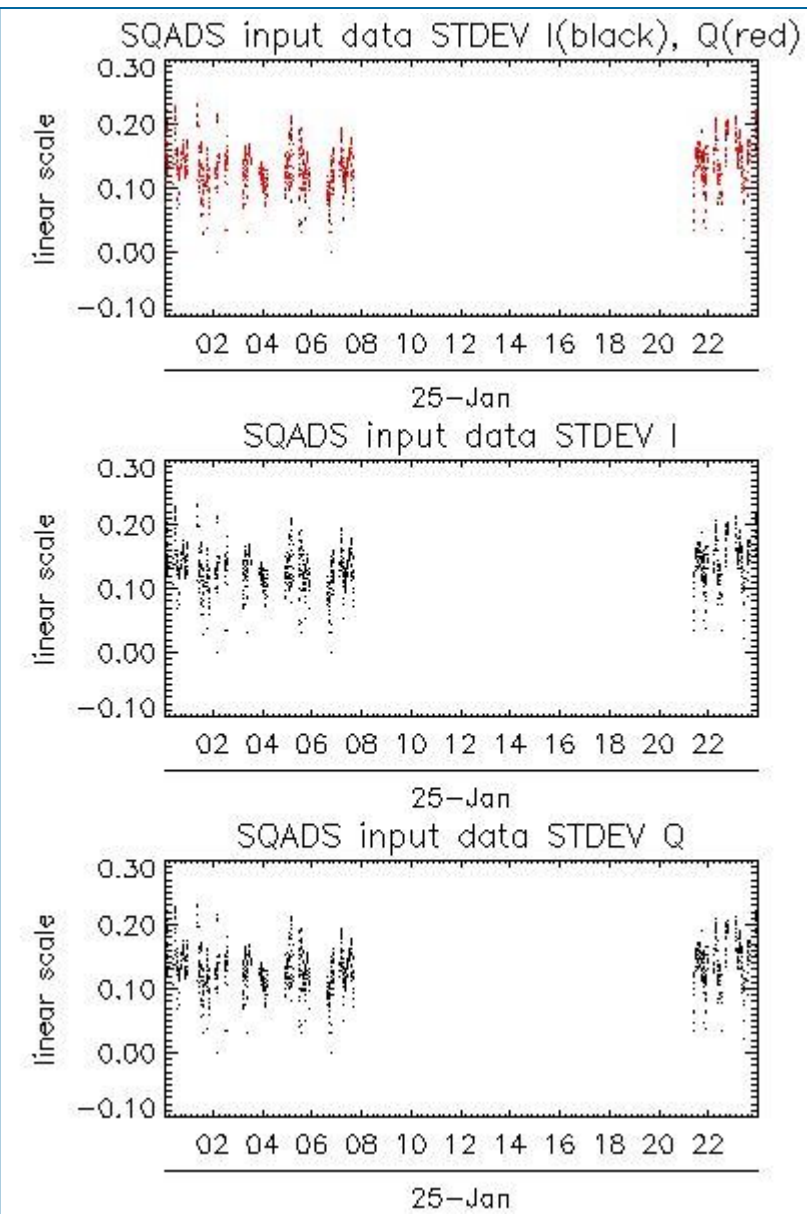 SQADS input data STDEV I(black), Q(red)
0.30
0.20
0.10
0.00
-0.10
linear scale
02 04 06 08 10 12 14 16 18 20 22
25-Jan
SQADS input data STDEV I
0.30
0.20
0.10
0.00
-0.10
linear scale
02 04 06 08 10 12 14 16 18 20 22
25-Jan
SQADS input data STDEV Q
0.30
0.20
0.10
0.00
-0.10
linear scale
02 04 06 08 10 12 14 16 18 20 22
25-Jan